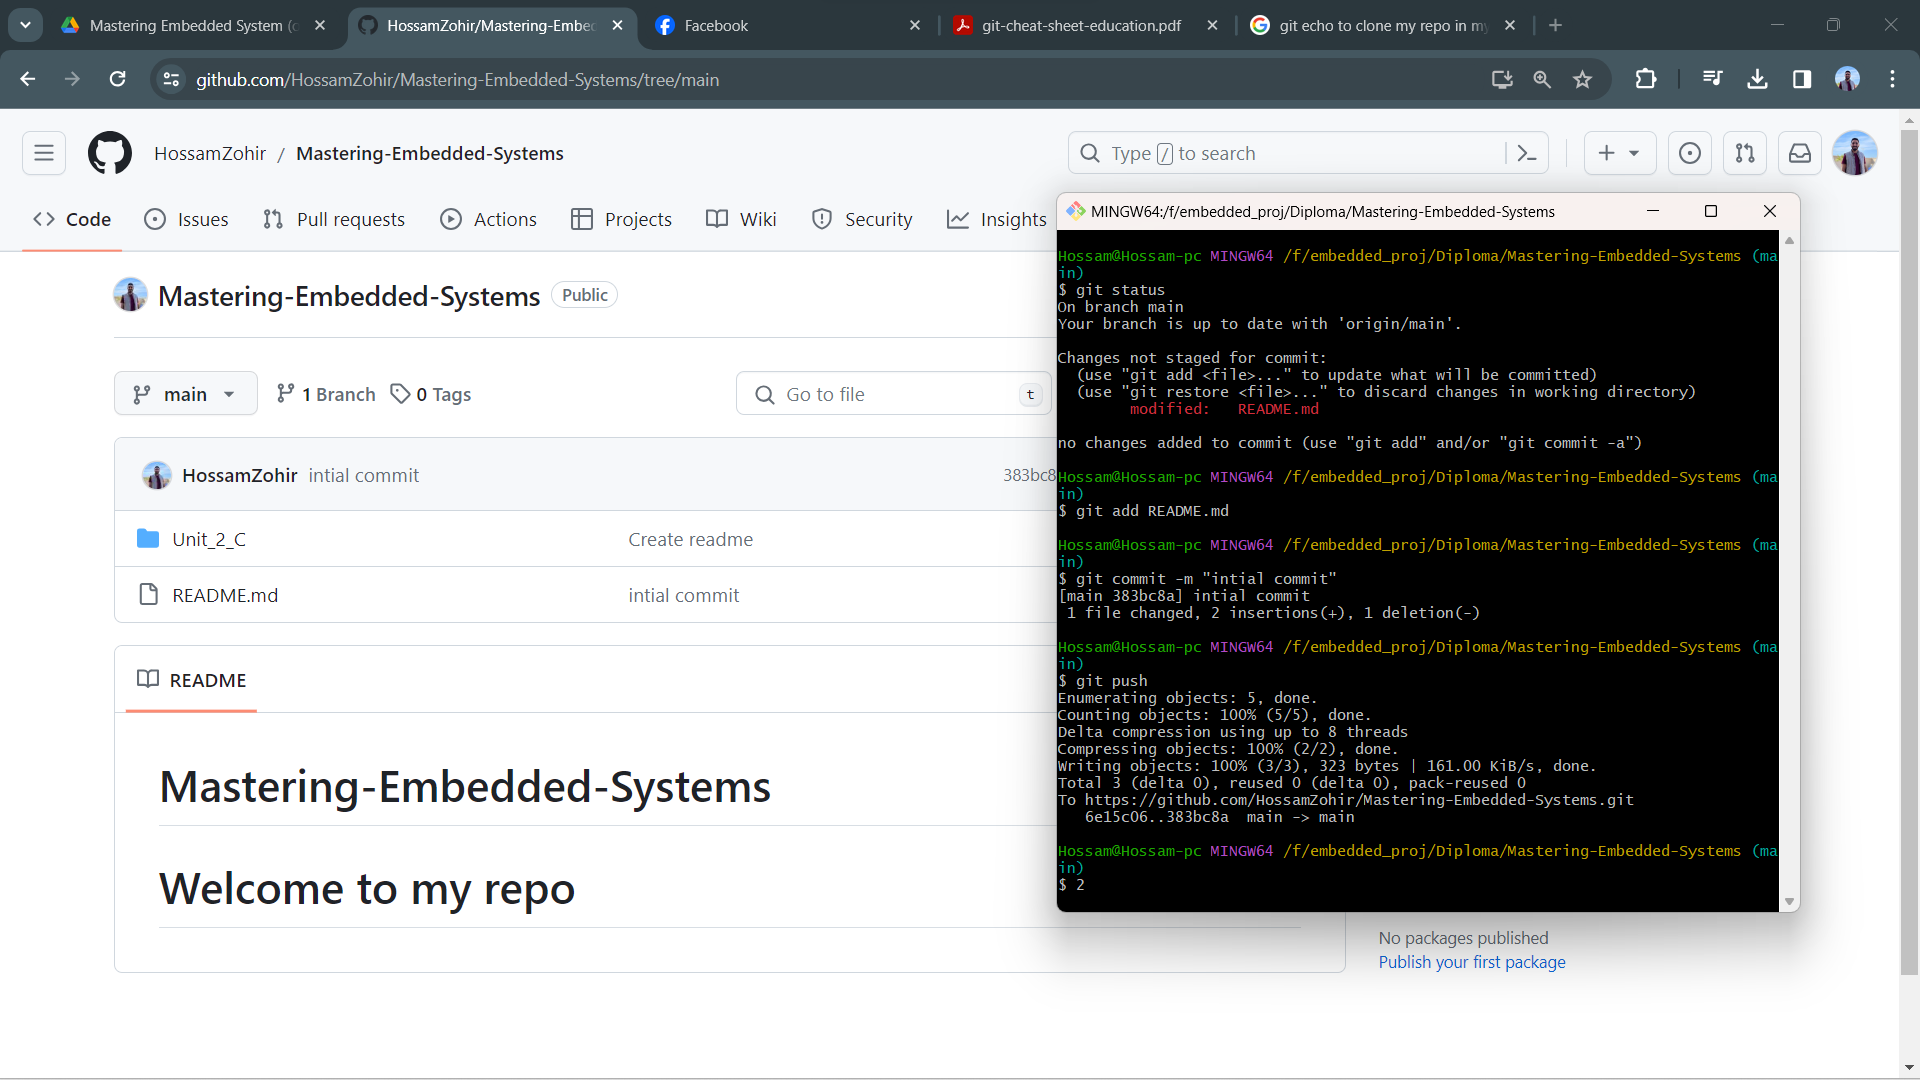 Mastering Embedded System (c
HossamZohir/Mastering-Embed
Facebook
git-cheat-sheet-education.pdf
git echo to clone my repo in my
github.com/HossamZohir/Mastering-Embedded-Systems/tree/main
HossamZohir / Mastering-Embedded-Systems
Type / to search
Code
Issues
Pull requests
Actions
Projects
Wiki
Security
Insights
Mastering-Embedded-Systems
Public
main
1 Branch
0 Tags
Go to file
t
HossamZohir intial commit
383bc8
Unit_2_C
Create readme
README.md
intial commit
README
Mastering-Embedded-Systems
Welcome to my repo
No packages published
Publish your first package
MINGW64:/f/embedded_proj/Diploma/Mastering-Embedded-Systems
Hossam@Hossam-pc MINGW64 /f/embedded_proj/Diploma/Mastering-Embedded-Systems (ma
in)
$ git status
On branch main
Your branch is up to date with 'origin/main'.
Changes not staged for commit:
(use "git add <file>..." to update what will be committed)
(use "git restore <file>..." to discard changes in working directory)
modified: README.md
no changes added to commit (use "git add" and/or "git commit -a")
Hossam@Hossam-pc MINGW64 /f/embedded_proj/Diploma/Mastering-Embedded-Systems (ma
in)
$ git add README.md
Hossam@Hossam-pc MINGW64 /f/embedded_proj/Diploma/Mastering-Embedded-Systems (ma
in)
$ git commit -m "intial commit"
[main 383bc8a] intial commit
1 file changed, 2 insertions(+), 1 deletion(-)
Hossam@Hossam-pc MINGW64 /f/embedded_proj/Diploma/Mastering-Embedded-Systems (ma
in)
$ git push
Enumerating objects: 5, done.
Counting objects: 100% (5/5), done.
Delta compression using up to 8 threads
Compressing objects: 100% (2/2), done.
Writing objects: 100% (3/3), 323 bytes | 161.00 KiB/s, done.
Total 3 (delta 0), reused 0 (delta 0), pack-reused 0
To https://github.com/HossamZohir/Mastering-Embedded-Systems.git
6e15c06..383bc8a main -> main
Hossam@Hossam-pc MINGW64 /f/embedded_proj/Diploma/Mastering-Embedded-Systems (ma
in)
$ 2